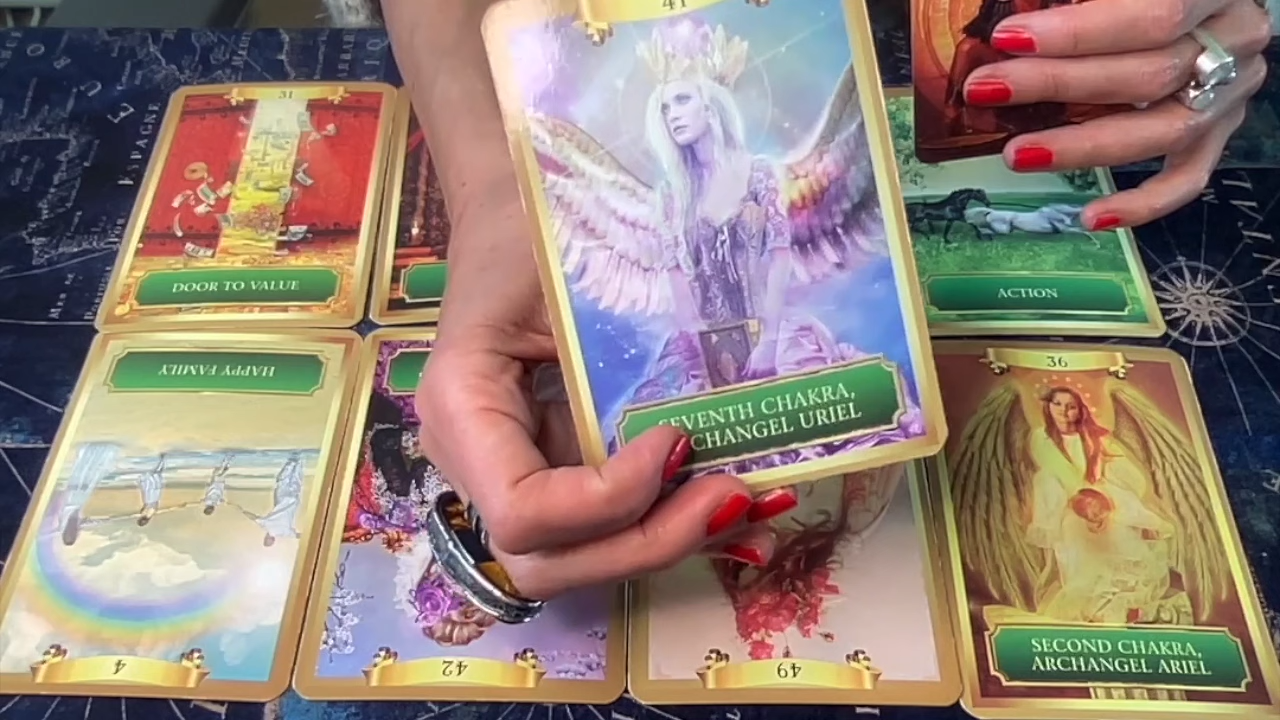 41
31
DOOR TO VALUE
ACTION
ESPAGNE
SEVENTH CHAKRA,
ARCHANGEL URIEL
36
HAPPY FAMILY
SECOND CHAKRA,
ARCHANGEL ARIEL
4
42
49